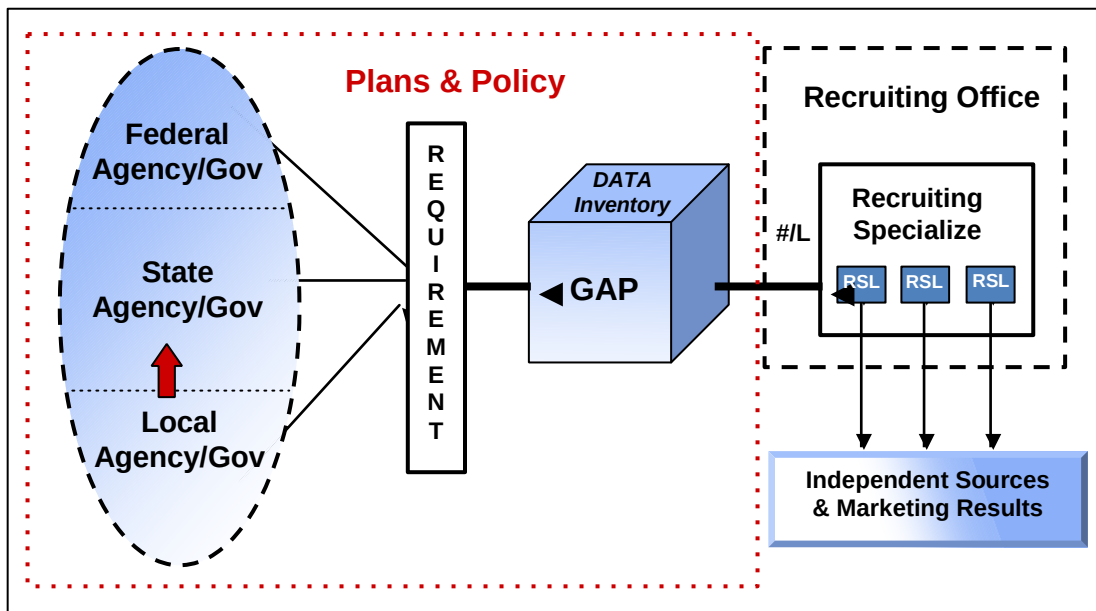 Plans & Policy
Federal
Agency/Gov
State
Agency/Gov
Local
Agency/Gov
REQUIREMENT
DATA
Inventory
GAP
#/L
Recruiting Office
Recruiting
Specialize
RSL RSL RSL
Independent Sources
& Marketing Results